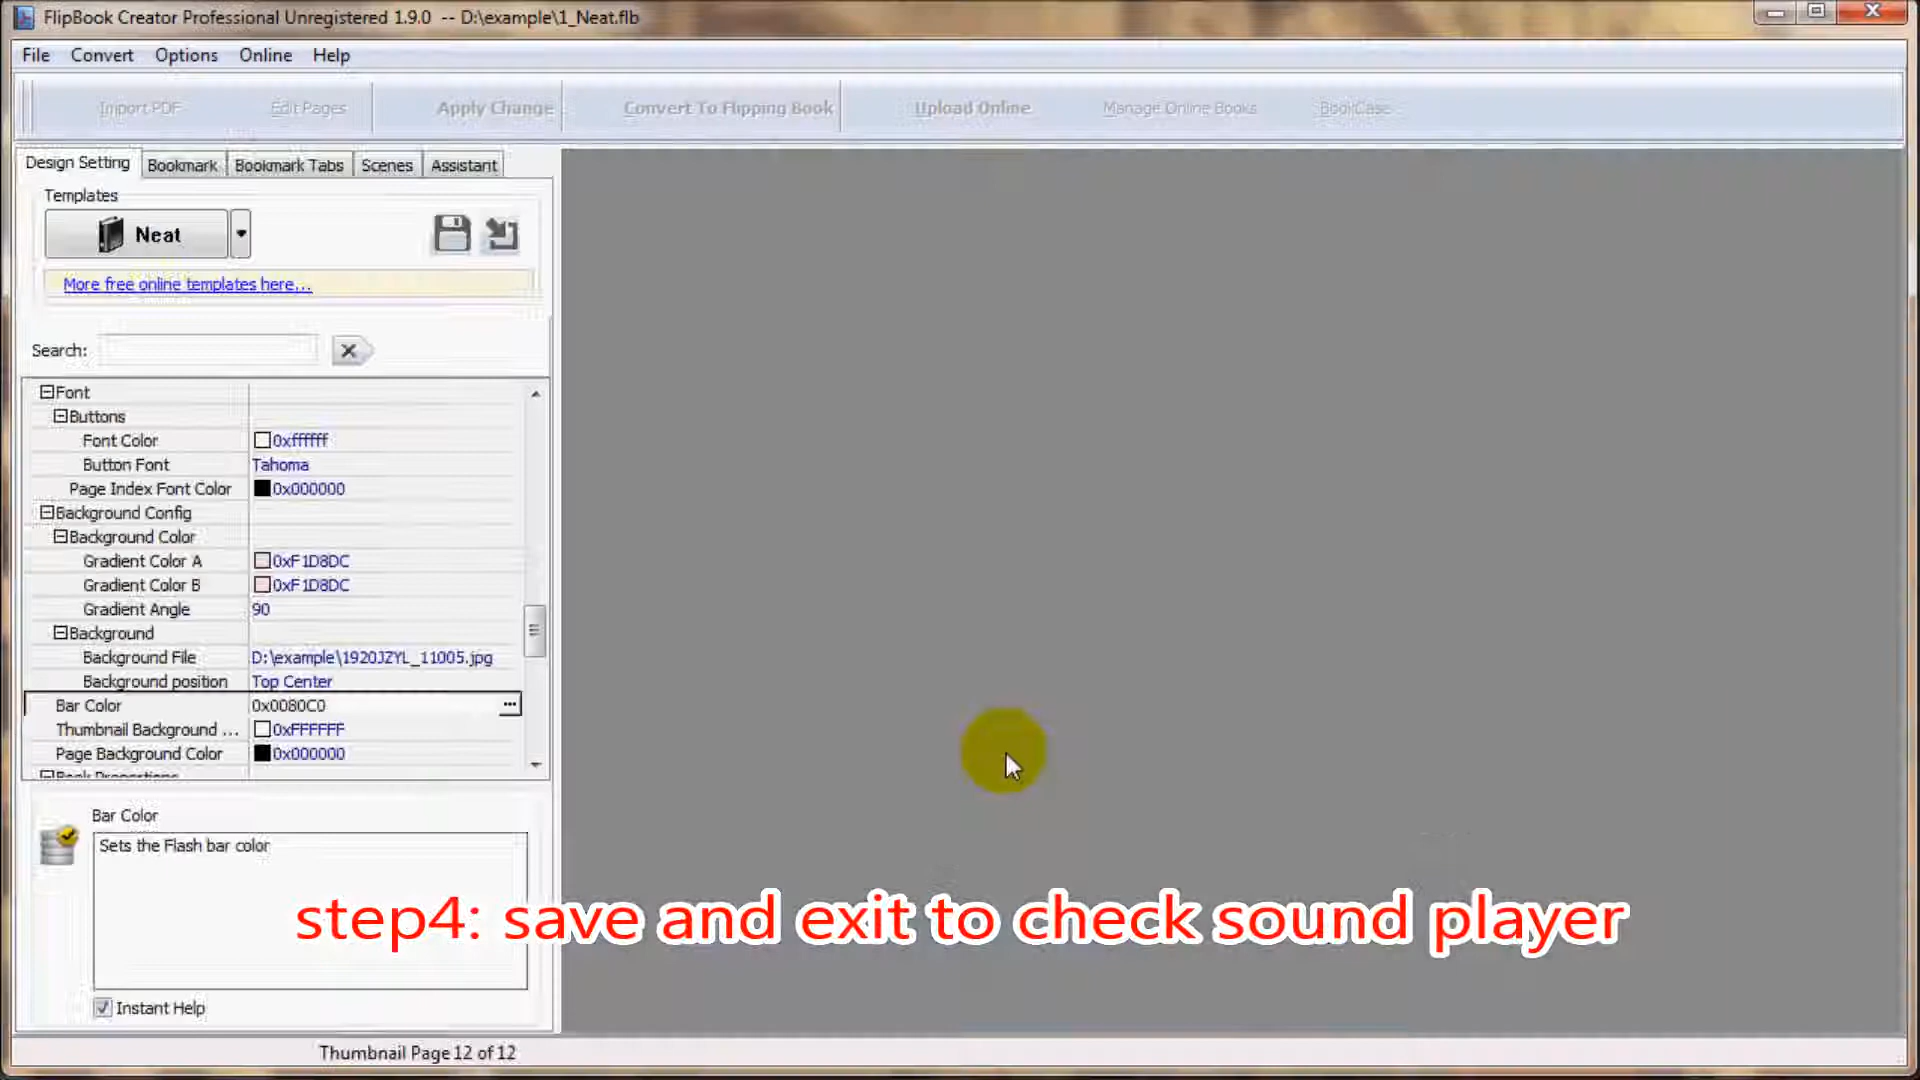 FlipBook Creator Professional Unregistered 1.9.0 -- D:\example\1_Neat.flb
File Convert Options Online Help
Import PDF Edit Pages Apply Change Convert To Flipping Book Upload Online Manage Online Books BookCase
Design Setting Bookmark Bookmark Tabs Scenes Assistant
Templates
Neat
More free online templates here...
Search:
Font
Buttons
Font Color 0xffffff
Button Font Tahoma
Page Index Font Color 0x000000
Background Config
Background Color
Gradient Color A 0xF1D8DC
Gradient Color B 0xF1D8DC
Gradient Angle 90
Background
Background File D:\example\1920JZYL_11005.jpg
Background position Top Center
Bar Color 0x0080C0 ...
Thumbnail Background ... 0xFFFFFF
Page Background Color 0x000000
Book Proportions
Bar Color
Sets the Flash bar color
step4: save and exit to check sound player
Instant Help
Thumbnail Page 12 of 12